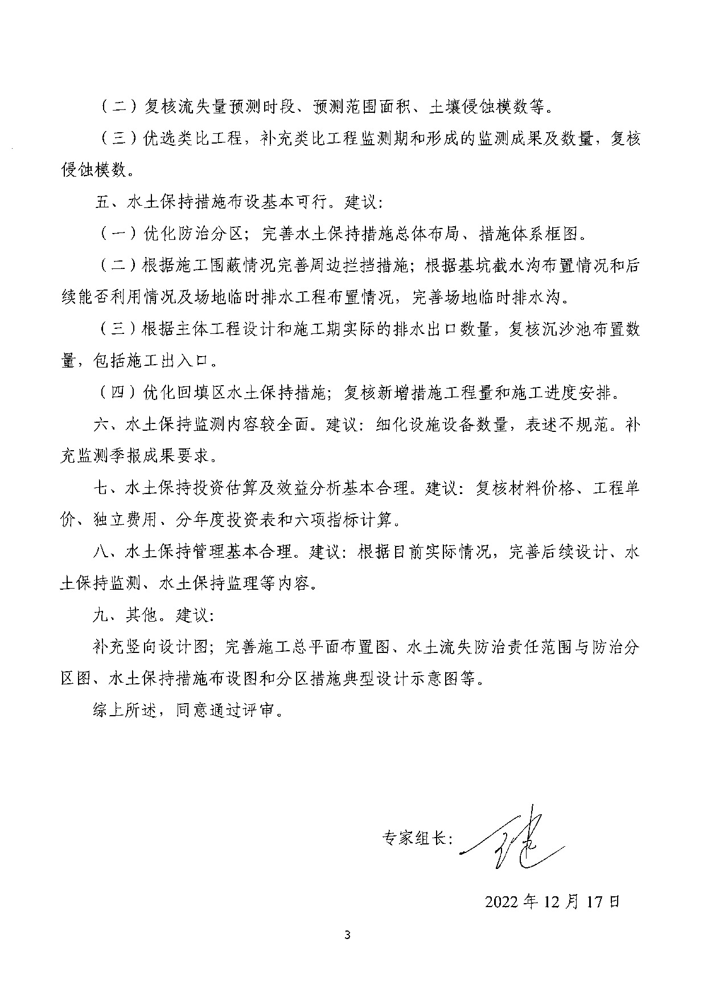 （二）复核流失量预测时段、预测范围面积、土壤侵蚀模数等。
（三）优选类比工程，补充类比工程监测期和形成的监测成果及数量，复核
侵蚀模数。
五、水土保持措施布设基本可行。建议：
（一）优化防治分区；完善水土保持措施总体布局、措施体系框图。
（二）根据施工围蔽情况完善周边拦挡措施；根据基坑截水沟布置情况和后
续能否利用情况及场地临时排水工程布置情况，完善场地临时排水沟。
（三）根据主体工程设计和施工期实际的排水出口数量，复核沉沙池布置数
量，包括施工出入口。
（四）优化回填区水土保持措施；复核新增措施工程量和施工进度安排。
六、水土保持监测内容较全面。建议：细化设施设备数量，表述不规范。补
充监测季报成果要求。
七、水土保持投资估算及效益分析基本合理。建议：复核材料价格、工程单
价、独立费用、分年度投资表和六项指标计算。
八、水土保持管理基本合理。建议：根据目前实际情况，完善后续设计、水
土保持监测、水土保持监理等内容。
九、其他。建议：
补充竖向设计图；完善施工总平面布置图、水土流失防治责任范围与防治分
区图、水土保持措施布设图和分区措施典型设计示意图等。
综上所述，同意通过评审。
专家组长：
2022 年 12 月 17 日
3